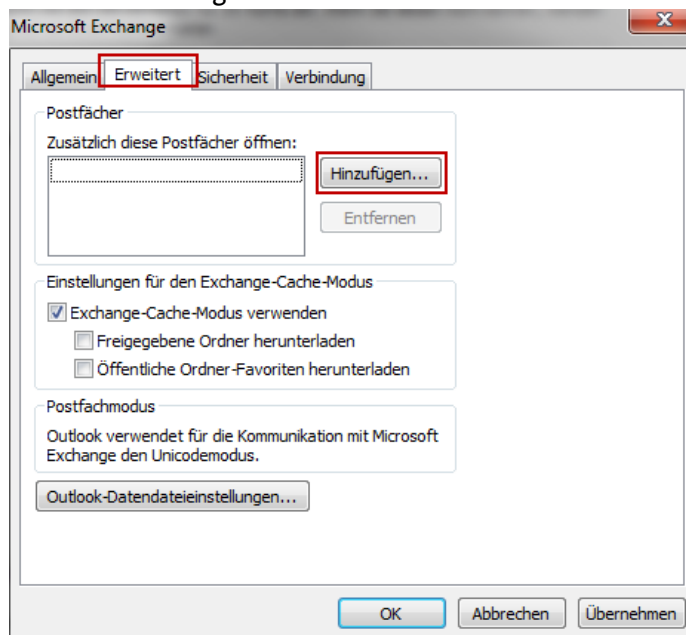 Microsoft Exchange
Allgemein Erweitert Sicherheit Verbindung
Postfächer
Zusätzlich diese Postfächer öffnen:
Hinzufügen...
Entfernen
Einstellungen für den Exchange-Cache-Modus
Exchange-Cache-Modus verwenden
Freigegebene Ordner herunterladen
Öffentliche Ordner-Favoriten herunterladen
Postfachmodus
Outlook verwendet für die Kommunikation mit Microsoft
Exchange den Unicodemodus.
Outlook-Datendateieinstellungen...
OK Abbrechen Übernehmen